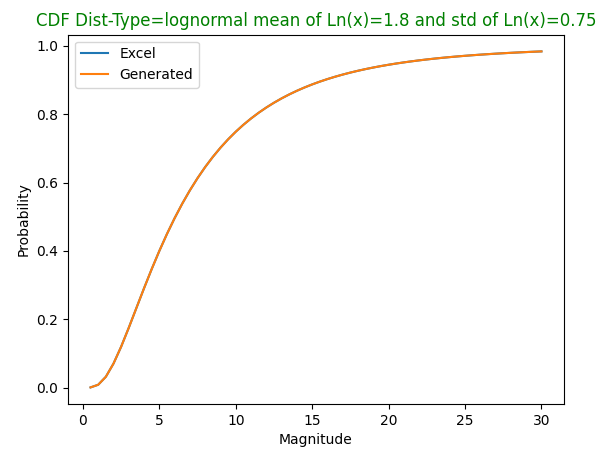 CDF Dist-Type=lognormal mean of Ln(x)=1.8 and std of Ln(x)=0.75
Excel
Generated
1.0
0.8
0.6
0.4
0.2
0.0
Probability
0 5 10 15 20 25 30
Magnitude